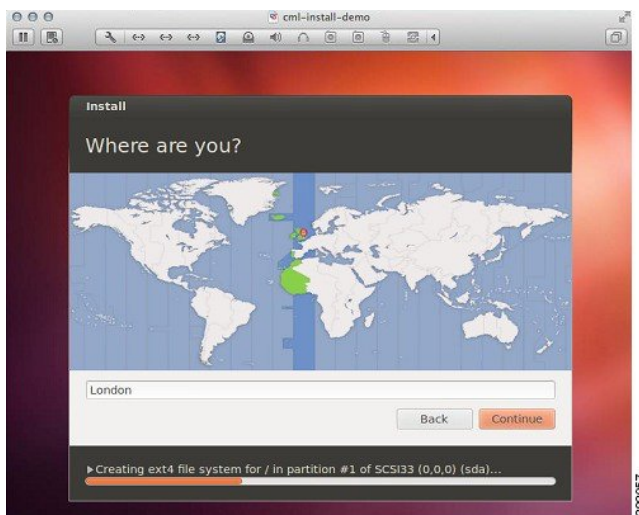 cml-install-demo
Install
Where are you?
London
Back
Continue
Creating ext4 file system for / in partition #1 of SCSI33 (0,0,0) (sda)...